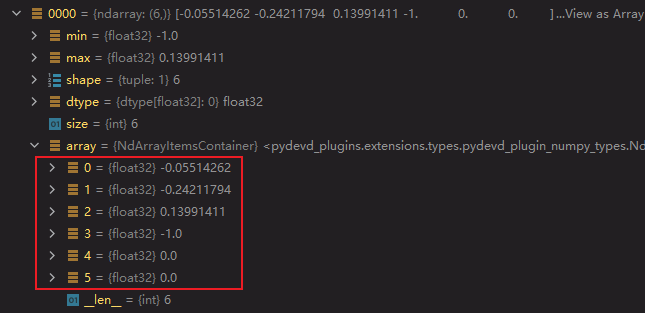 0000 = {ndarray: (6,)} [-0.05514262 -0.24211794 0.13991411 -1. 0. 0. ] ...View as Array
min = {float32} -1.0
max = {float32} 0.13991411
shape = {tuple: 1} 6
dtype = {dtype[float32]: 0} float32
01 size = {int} 6
array = {NdArrayItemsContainer} <pydevd_plugins.extensions.types.pydevd_plugin_numpy_types.Nd
0 = {float32} -0.05514262
1 = {float32} -0.24211794
2 = {float32} 0.13991411
3 = {float32} -1.0
4 = {float32} 0.0
5 = {float32} 0.0
01 __len__ = {int} 6